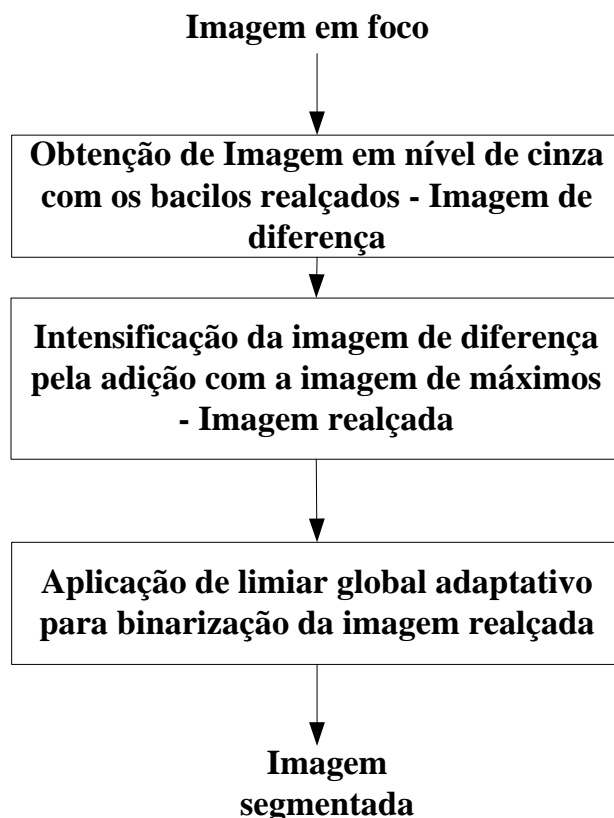 Imagem em foco
Obtenção de Imagem em nível de cinza
com os bacilos realçados - Imagem de
diferença
Intensificação da imagem de diferença
pela adição com a imagem de máximos
- Imagem realçada
Aplicação de limiar global adaptativo
para binarização da imagem realçada
Imagem
segmentada